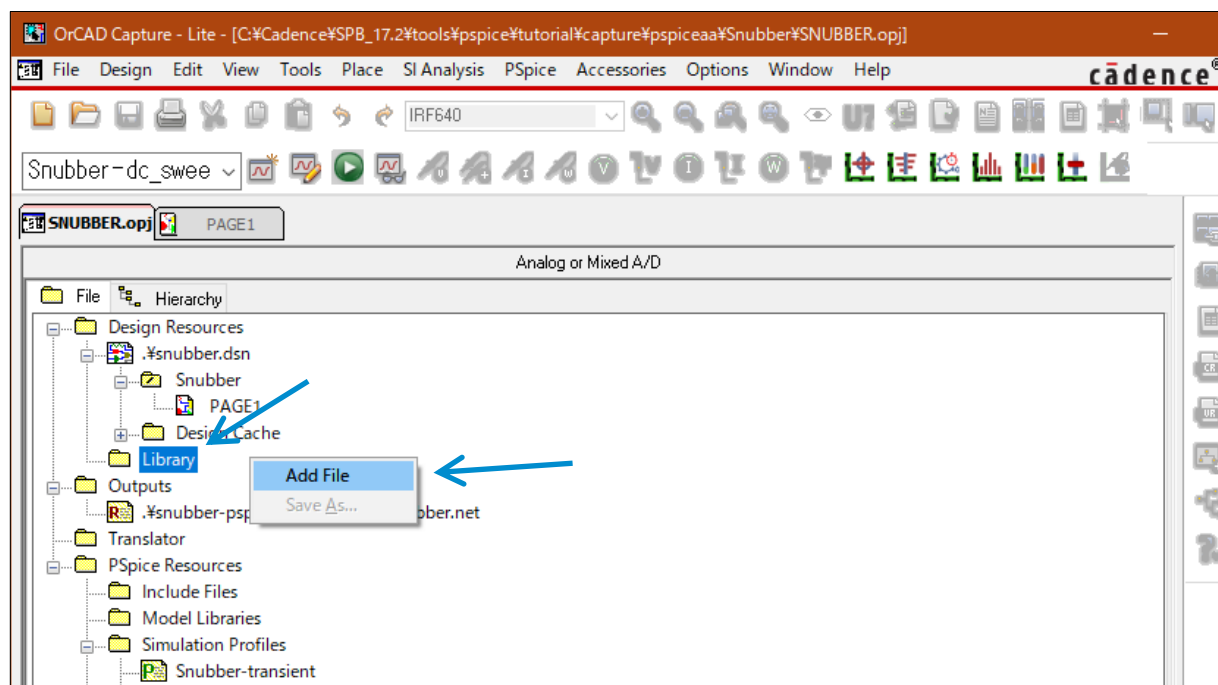 OrCAD Capture - Lite - [C:¥Cadence¥SPB_17.2¥tools¥pspice¥tutorial¥capture¥pspiceaa¥Snubber¥SNUBBER.opj]
File Design Edit View Tools Place SI Analysis PSpice Accessories Options Window Help
cādence®
IRF640
U?
Snubber-dc_swee
V
I
W
SNUBBER.opj PAGE1
Analog or Mixed A/D
File Hierarchy
Design Resources
.¥snubber.dsn
Snubber
PAGE1
Design Cache
Library
Add File
Outputs
Save As...
.¥snubber-psp
bber.net
Translator
PSpice Resources
Include Files
Model Libraries
Simulation Profiles
Snubber-transient
CR
UR